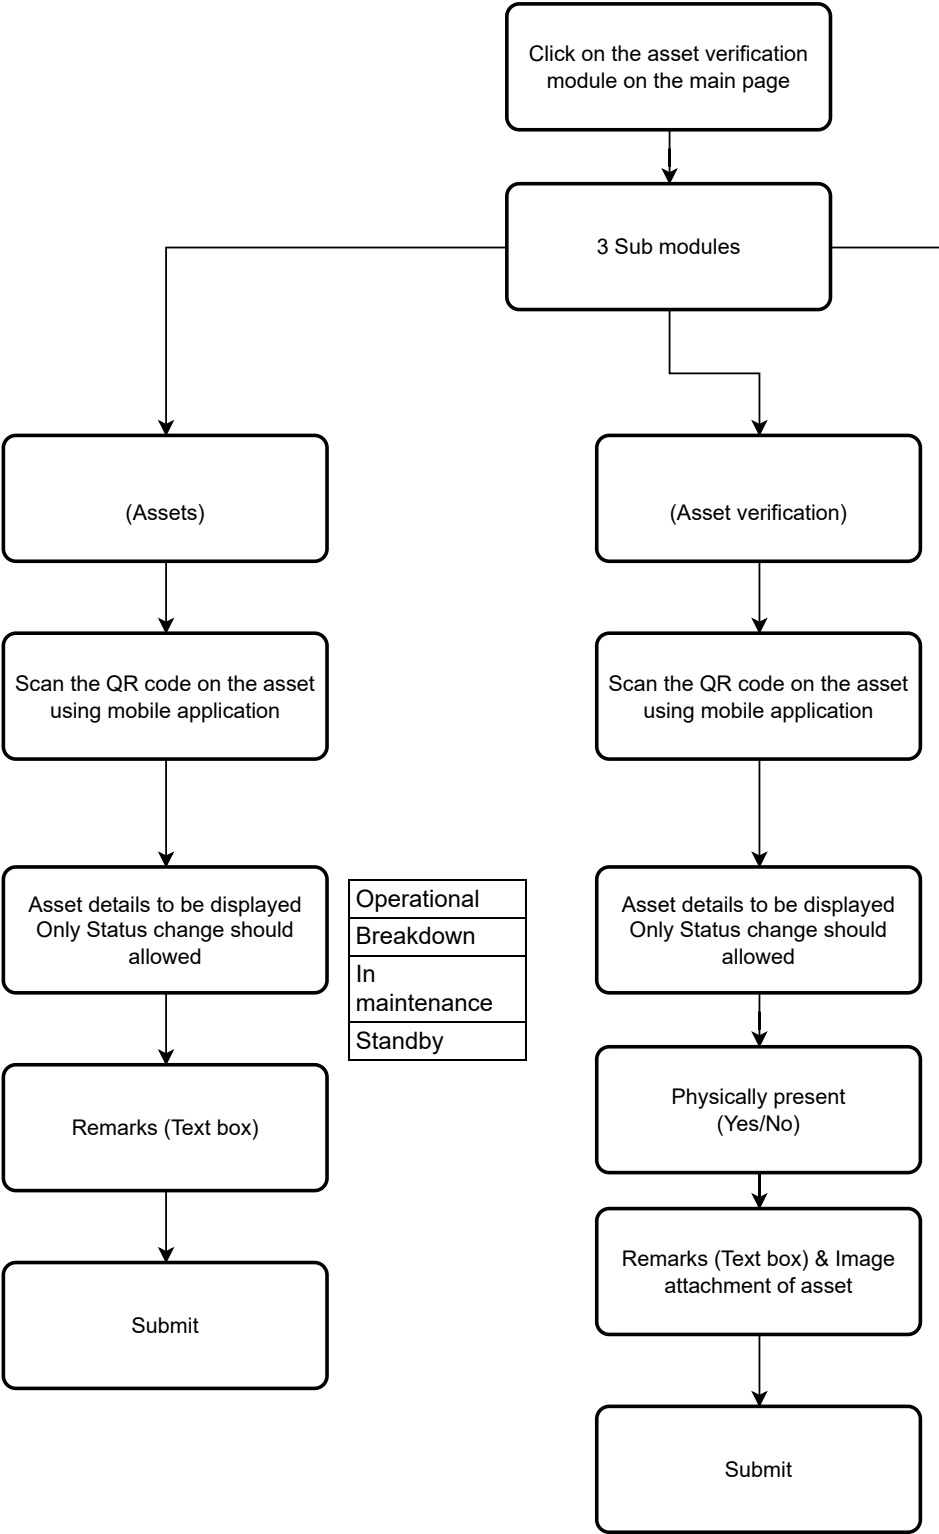 Click on the asset verification
module on the main page
3 Sub modules
(Assets)
(Asset verification)
Scan the QR code on the asset
using mobile application
Scan the QR code on the asset
using mobile application
Asset details to be displayed
Only Status change should
allowed
Operational
Breakdown
In
maintenance
Standby
Asset details to be displayed
Only Status change should
allowed
Remarks (Text box)
Physically present
(Yes/No)
Remarks (Text box) & Image
attachment of asset
Submit
Submit